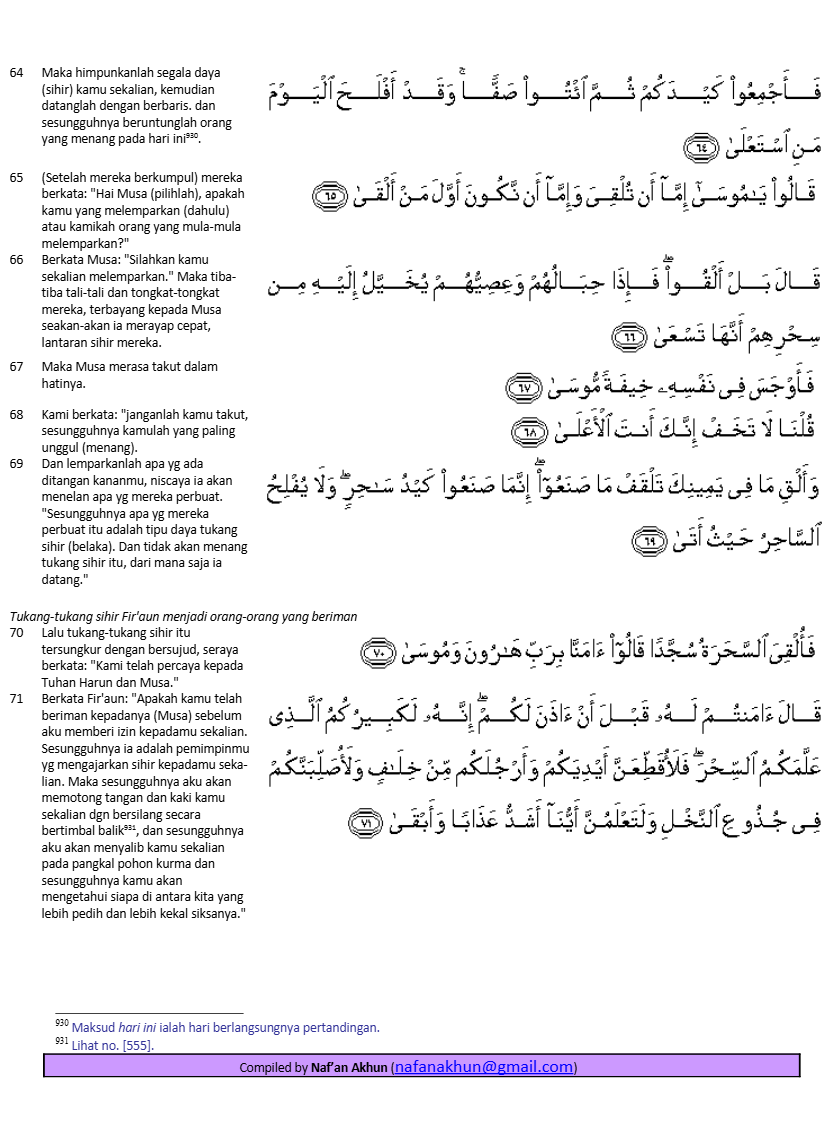 64 Maka himpunkanlah segala daya
(sihir) kamu sekalian, kemudian
datanglah dengan berbaris. dan
sesungguhnya beruntunglah orang
yang menang pada hari ini⁹³⁰.
فَأَجْمِعُوا۟ كَيْدَكُمْ ثُمَّ ٱئْتُوا۟ صَفًّا ۚ وَقَدْ أَفْلَحَ ٱلْيَوْمَ
مَنِ ٱسْتَعْلَىٰ ٦٤
65 (Setelah mereka berkumpul) mereka
berkata: "Hai Musa (pilihlah), apakah
kamu yang melemparkan (dahulu)
atau kamikah orang yang mula-mula
melemparkan?"
قَالُوا۟ يَـٰمُوسَىٰٓ إِمَّآ أَن تُلْقِىَ وَإِمَّآ أَن نَّكُونَ أَوَّلَ مَنْ أَلْقَىٰ ٦٥
66 Berkata Musa: "Silahkan kamu
sekalian melemparkan." Maka tiba-
tiba tali-tali dan tongkat-tongkat
mereka, terbayang kepada Musa
seakan-akan ia merayap cepat,
lantaran sihir mereka.
قَالَ بَلْ أَلْقُوا۟ ۖ فَإِذَا حِبَالُهُمْ وَعِصِيُّهُمْ يُخَيَّلُ إِلَيْهِ مِن
سِحْرِهِمْ أَنَّهَا تَسْعَىٰ ٦٦
67 Maka Musa merasa takut dalam
hatinya.
فَأَوْجَسَ فِى نَفْسِهِۦ خِيفَةً مُّوسَىٰ ٦٧
68 Kami berkata: "janganlah kamu takut,
sesungguhnya kamulah yang paling
unggul (menang).
قُلْنَا لَا تَخَفْ إِنَّكَ أَنتَ ٱلْأَعْلَىٰ ٦٨
69 Dan lemparkanlah apa yg ada
ditangan kananmu, niscaya ia akan
menelan apa yg mereka perbuat.
"Sesungguhnya apa yg mereka
perbuat itu adalah tipu daya tukang
sihir (belaka). Dan tidak akan menang
tukang sihir itu, dari mana saja ia
datang."
وَأَلْقِ مَا فِى يَمِينِكَ تَلْقَفْ مَا صَنَعُوٓا۟ ۖ إِنَّمَا صَنَعُوا۟ كَيْدُ سَـٰحِرٍ ۖ وَلَا يُفْلِحُ
ٱلسَّاحِرُ حَيْثُ أَتَىٰ ٦٩
Tukang-tukang sihir Fir'aun menjadi orang-orang yang beriman
70 Lalu tukang-tukang sihir itu
tersungkur dengan bersujud, seraya
berkata: "Kami telah percaya kepada
Tuhan Harun dan Musa."
فَأُلْقِىَ ٱلسَّحَرَةُ سُجَّدًا قَالُوٓا۟ ءَامَنَّا بِرَبِّ هَـٰرُونَ وَمُوسَىٰ ٧٠
71 Berkata Fir'aun: "Apakah kamu telah
beriman kepadanya (Musa) sebelum
aku memberi izin kepadamu sekalian.
Sesungguhnya ia adalah pemimpinmu
yg mengajarkan sihir kepadamu seka-
lian. Maka sesungguhnya aku akan
memotong tangan dan kaki kamu
sekalian dgn bersilang secara
bertimbal balik⁹³¹, dan sesungguhnya
aku akan menyalib kamu sekalian
pada pangkal pohon kurma dan
sesungguhnya kamu akan
mengetahui siapa di antara kita yang
lebih pedih dan lebih kekal siksanya."
قَالَ ءَامَنتُمْ لَهُۥ قَبْلَ أَنْ ءَاذَنَ لَكُمْ ۖ إِنَّهُۥ لَكَبِيرُكُمُ ٱلَّذِى
عَلَّمَكُمُ ٱلسِّحْرَ ۖ فَلَأُقَطِّعَنَّ أَيْدِيَكُمْ وَأَرْجُلَكُم مِّنْ خِلَـٰفٍ وَلَأُصَلِّبَنَّكُمْ
فِى جُذُوعِ ٱلنَّخْلِ وَلَتَعْلَمُنَّ أَيُّنَآ أَشَدُّ عَذَابًا وَأَبْقَىٰ ٧١
⁹³⁰ Maksud hari ini ialah hari berlangsungnya pertandingan.
⁹³¹ Lihat no. [555].
Compiled by Naf'an Akhun (nafanakhun@gmail.com)